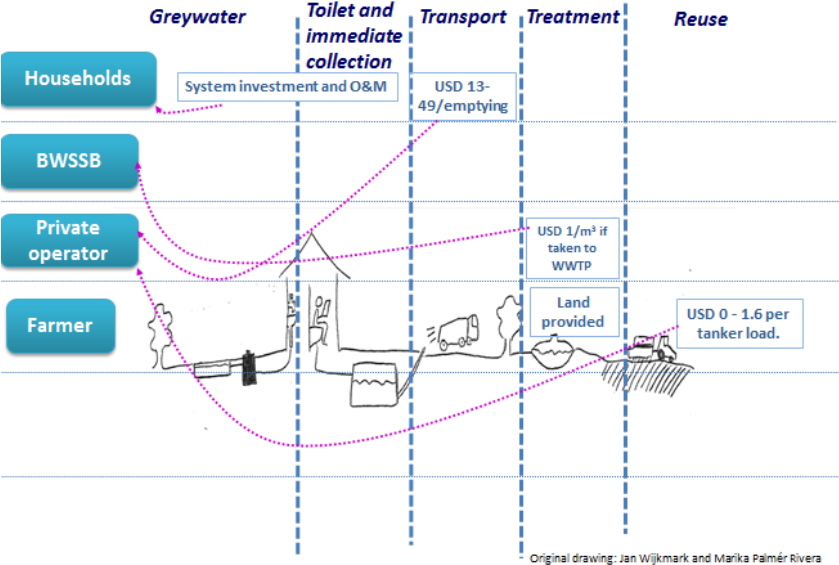 Greywater
Toilet and
immediate
collection
Transport
Treatment
Reuse
Households
System investment and O&M
USD 13-
49/emptying
BWSSB
Private
operator
USD 1/m³ if
taken to
WWTP
Farmer
Land
provided
USD 0 - 1.6 per
tanker load.
Original drawing: Jan Wijkmark and Marika Palmér Rivera